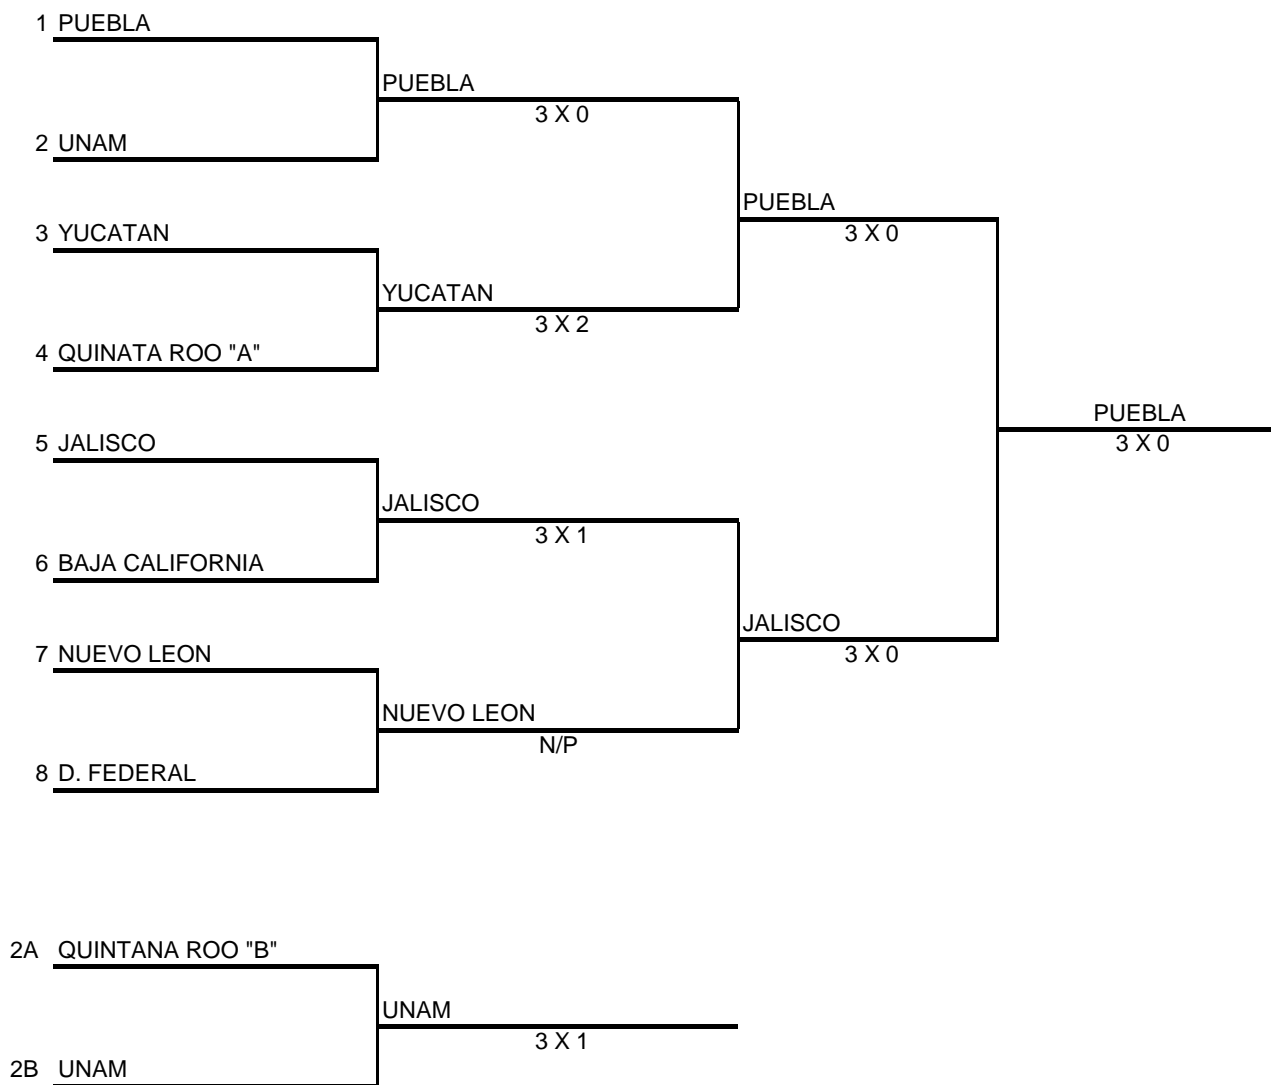 1 PUEBLA
PUEBLA
3 X 0
2 UNAM
PUEBLA
3 YUCATAN
3 X 0
YUCATAN
3 X 2
4 QUINATA ROO "A"
PUEBLA
5 JALISCO
3 X 0
JALISCO
3 X 1
6 BAJA CALIFORNIA
JALISCO
7 NUEVO LEON
3 X 0
NUEVO LEON
N/P
8 D. FEDERAL
2A QUINTANA ROO "B"
UNAM
3 X 1
2B UNAM